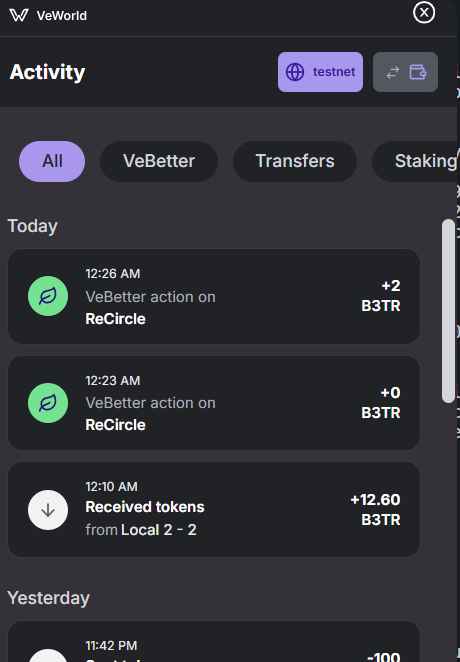 VeWorld
Activity
testnet
All
VeBetter
Transfers
Staking
Today
12:26 AM
VeBetter action on
ReCircle
+2
B3TR
12:23 AM
VeBetter action on
ReCircle
+0
B3TR
12:10 AM
Received tokens
from Local 2 - 2
+12.60
B3TR
Yesterday
11:42 PM
-100